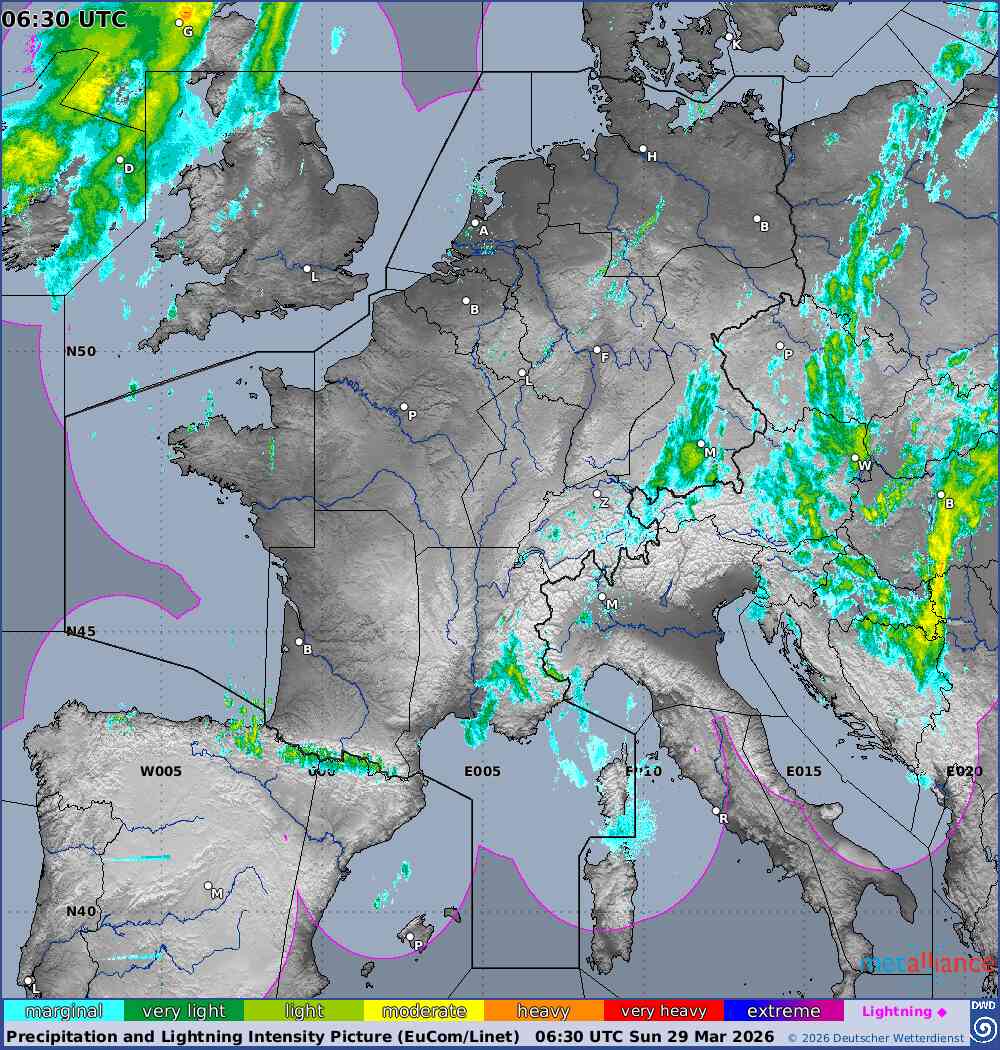 06:30 UTC
G
K
D
H
A
B
L
B
N50
P
F
L
P
M
W
Z
B
M
N45
B
W005
000
E005
E010
E015
E020
R
M
N40
P
L
metalliance
marginal very light light moderate heavy very heavy extreme Lightning ◆
DWD
Precipitation and Lightning Intensity Picture (EuCom/Linet) 06:30 UTC Sun 29 Mar 2026 © 2026 Deutscher Wetterdienst